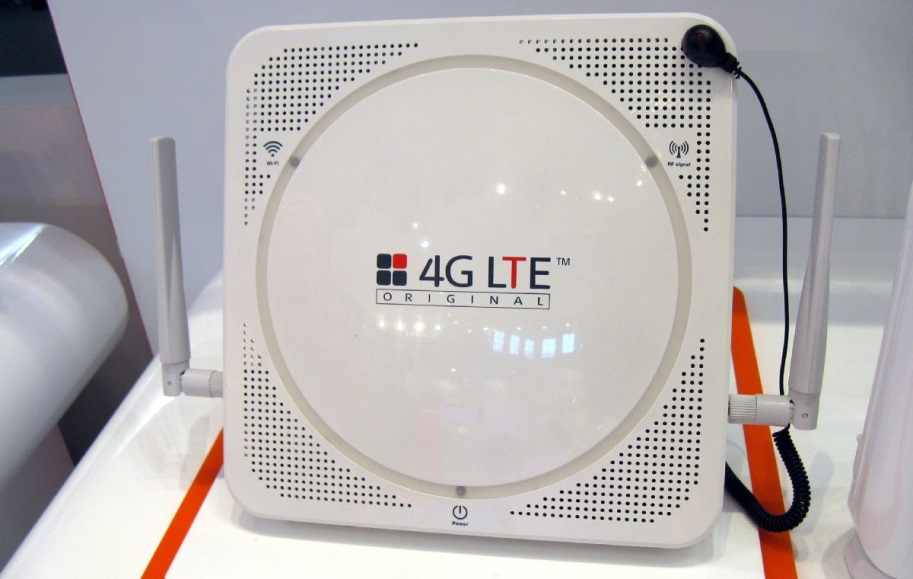 Wi-Fi
RF signal
4G LTE™
ORIGINAL
Power